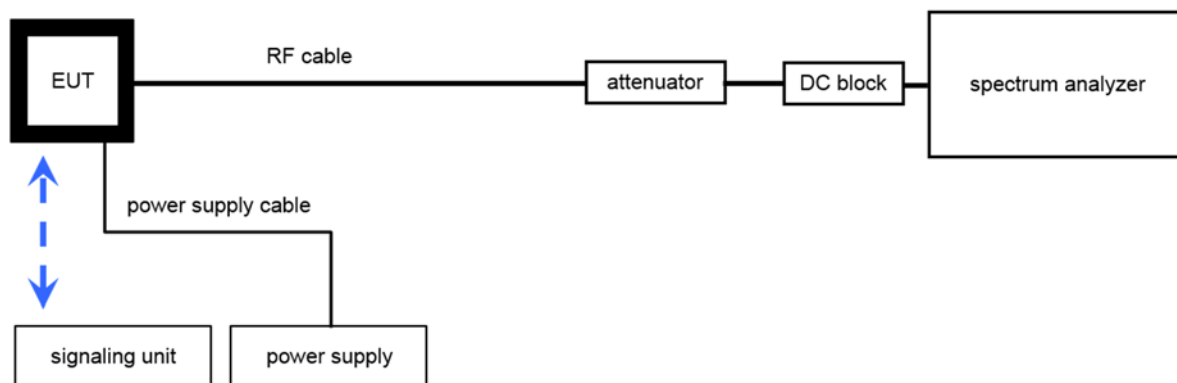 EUT
RF cable
attenuator
DC block
spectrum analyzer
power supply cable
signaling unit
power supply